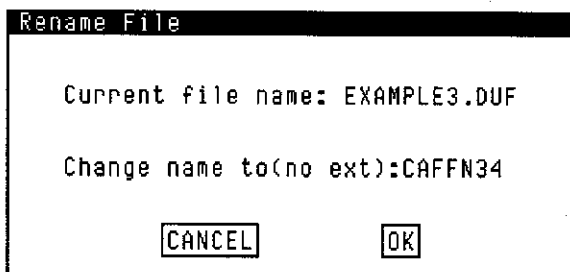 Rename File
Current file name: EXAMPLE3.DUF
Change name to(no ext):CAFFN34
CANCEL OK